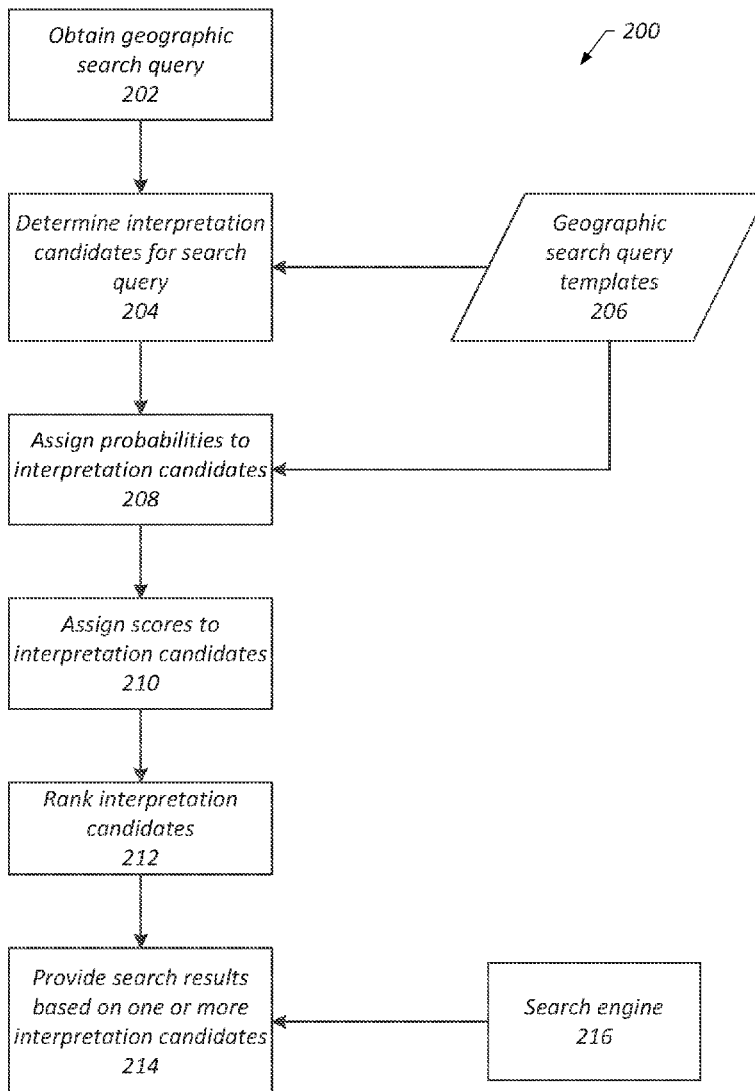 Obtain geographic
search query
202
200
Determine interpretation
candidates for search
query
204
Geographic
search query
templates
206
Assign probabilities to
interpretation candidates
208
Assign scores to
interpretation candidates
210
Rank interpretation
candidates
212
Provide search results
based on one or more
interpretation candidates
214
Search engine
216